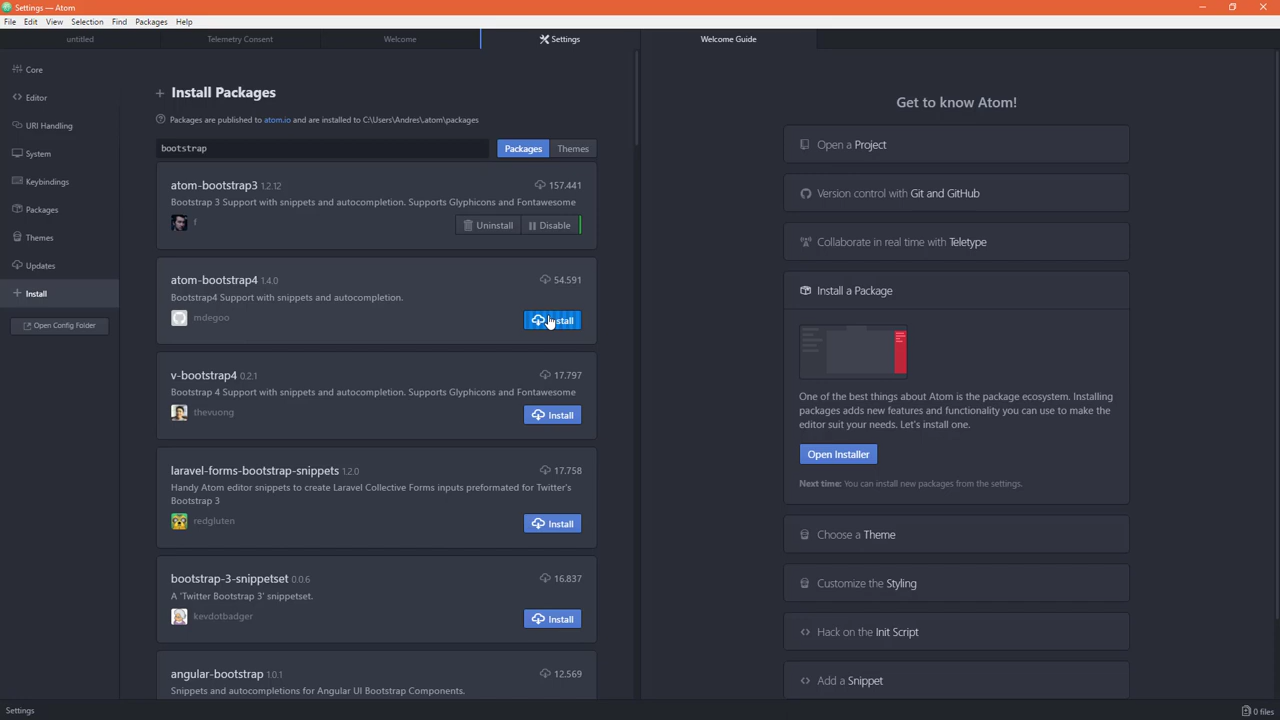 Settings — Atom
File Edit View Selection Find Packages Help
untitled
Telemetry Consent
Welcome
Settings
Welcome Guide
Core
Editor
URI Handling
System
Keybindings
Packages
Themes
Updates
Install
Open Config Folder
Install Packages
Packages are published to atom.io and are installed to C:\Users\Andres\.atom\packages
bootstrap
Packages
Themes
atom-bootstrap3 1.2.12
157.441
Bootstrap 3 Support with snippets and autocompletion. Supports Glyphicons and Fontawesome
f
Uninstall
Disable
atom-bootstrap4 1.4.0
54.591
Bootstrap4 Support with snippets and autocompletion.
mdegoo
v-bootstrap4 0.2.1
17.797
Bootstrap 4 Support with snippets and autocompletion. Supports Glyphicons and Fontawesome
thevuong
Install
laravel-forms-bootstrap-snippets 1.2.0
17.758
Handy Atom editor snippets to create Laravel Collective Forms inputs preformated for Twitter's
Bootstrap 3
redgluten
Install
bootstrap-3-snippetset 0.0.6
16.837
A 'Twitter Bootstrap 3' snippetset.
kevdotbadger
Install
angular-bootstrap 1.0.1
12.569
Snippets and autocompletions for Angular UI Bootstrap Components.
Get to know Atom!
Open a Project
Version control with Git and GitHub
Collaborate in real time with Teletype
Install a Package
One of the best things about Atom is the package ecosystem. Installing
packages adds new features and functionality you can use to make the
editor suit your needs. Let's install one.
Open Installer
Next time: You can install new packages from the settings.
Choose a Theme
Customize the Styling
Hack on the Init Script
Add a Snippet
Settings
0 files